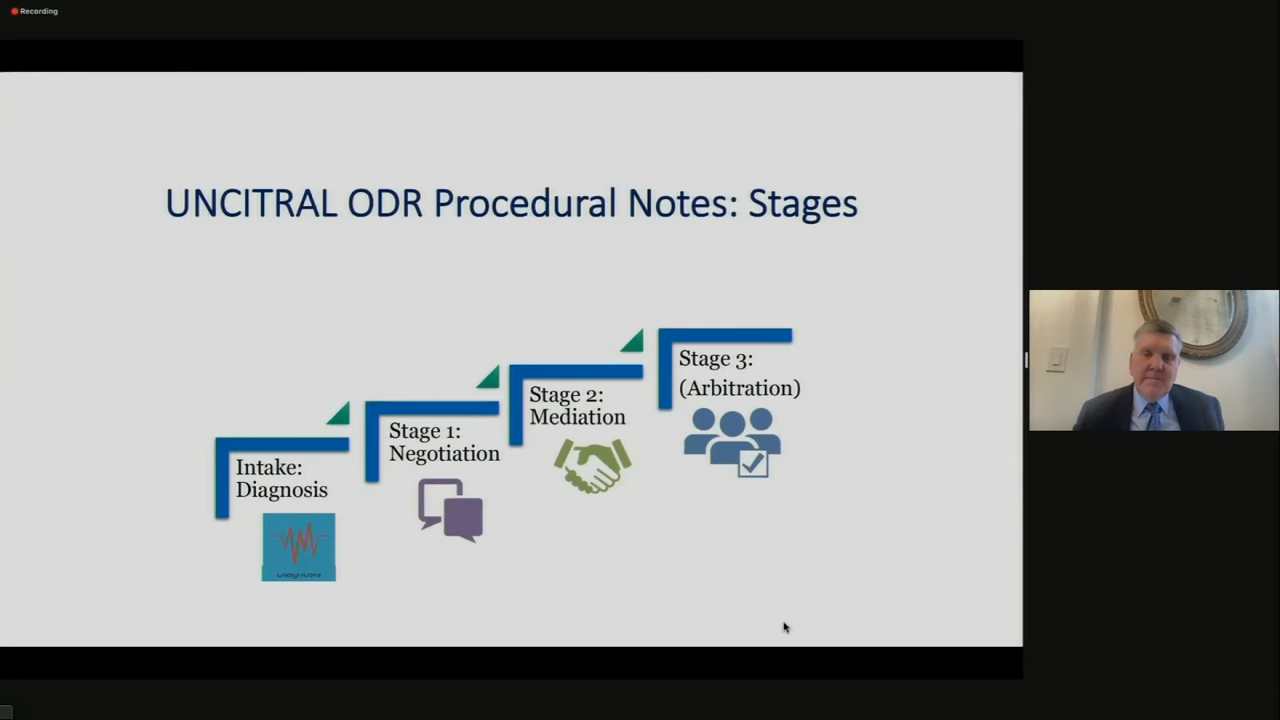 Recording
UNCITRAL ODR Procedural Notes: Stages
Stage 3:
(Arbitration)
Stage 2:
Mediation
Stage 1:
Negotiation
Intake:
Diagnosis